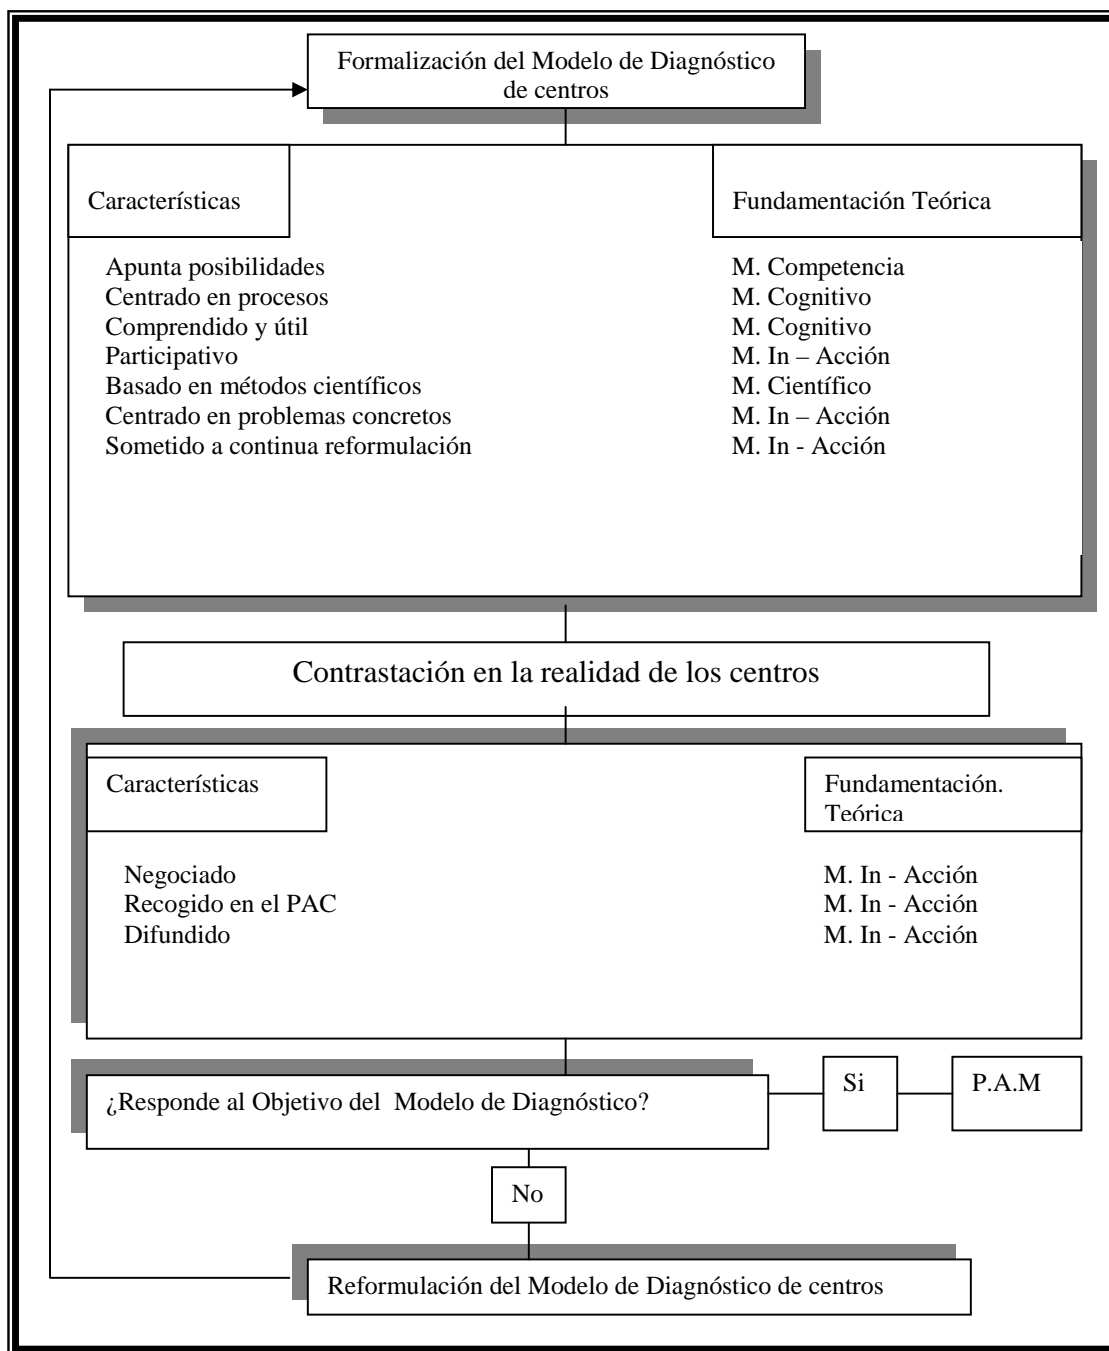 Formalización del Modelo de Diagnóstico
de centros
Características
Fundamentación Teórica
Apunta posibilidades
M. Competencia
Centrado en procesos
M. Cognitivo
Comprendido y útil
M. Cognitivo
Participativo
M. In – Acción
Basado en métodos científicos
M. Científico
Centrado en problemas concretos
M. In – Acción
Sometido a continua reformulación
M. In - Acción
Contrastación en la realidad de los centros
Características
Fundamentación.
Teórica
Negociado
M. In - Acción
Recogido en el PAC
M. In - Acción
Difundido
M. In - Acción
¿Responde al Objetivo del Modelo de Diagnóstico?
Si
P.A.M
No
Reformulación del Modelo de Diagnóstico de centros